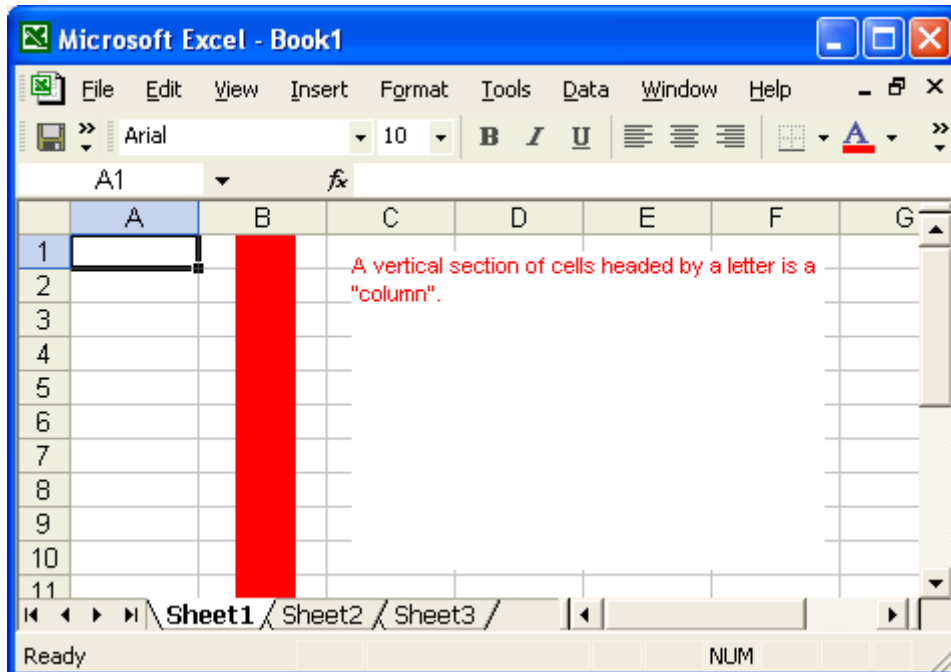 Microsoft Excel - Book1
File Edit View Insert Format Tools Data Window Help
Arial 10 B I U A
A1 fx
A B C D E F G
1
A vertical section of cells headed by a letter is a
2
"column".
3
4
5
6
7
8
9
10
11
Sheet1 Sheet2 Sheet3
Ready NUM